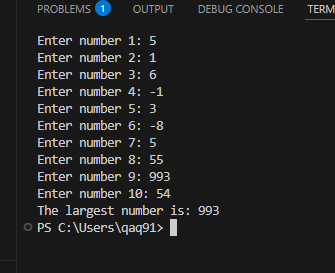 PROBLEMS 1 OUTPUT DEBUG CONSOLE TERM
Enter number 1: 5
Enter number 2: 1
Enter number 3: 6
Enter number 4: -1
Enter number 5: 3
Enter number 6: -8
Enter number 7: 5
Enter number 8: 55
Enter number 9: 993
Enter number 10: 54
The largest number is: 993
PS C:\Users\qaq91>